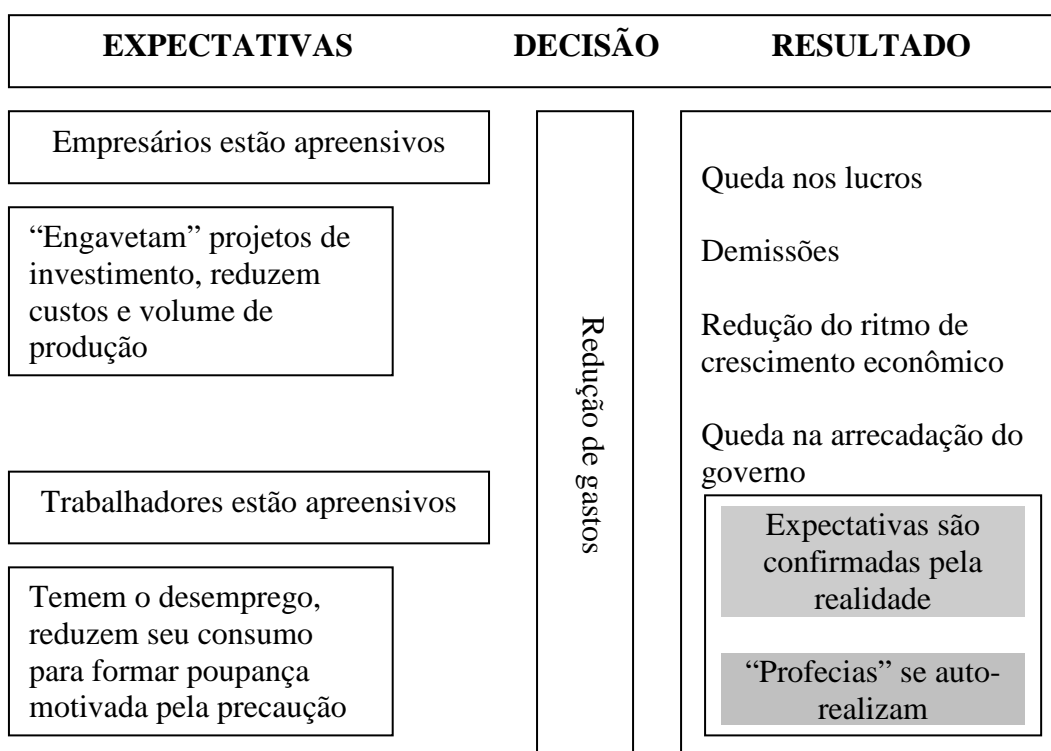 EXPECTATIVAS DECISÃO RESULTADO
Empresários estão apreensivos
“Engavetam” projetos de
investimento, reduzem
custos e volume de
produção
Trabalhadores estão apreensivos
Temem o desemprego,
reduzem seu consumo
para formar poupança
motivada pela precaução
Redução de gastos
Queda nos lucros
Demissões
Redução do ritmo de
crescimento econômico
Queda na arrecadação do
governo
Expectativas são
confirmadas pela
realidade
“Profecias” se auto-
realizam